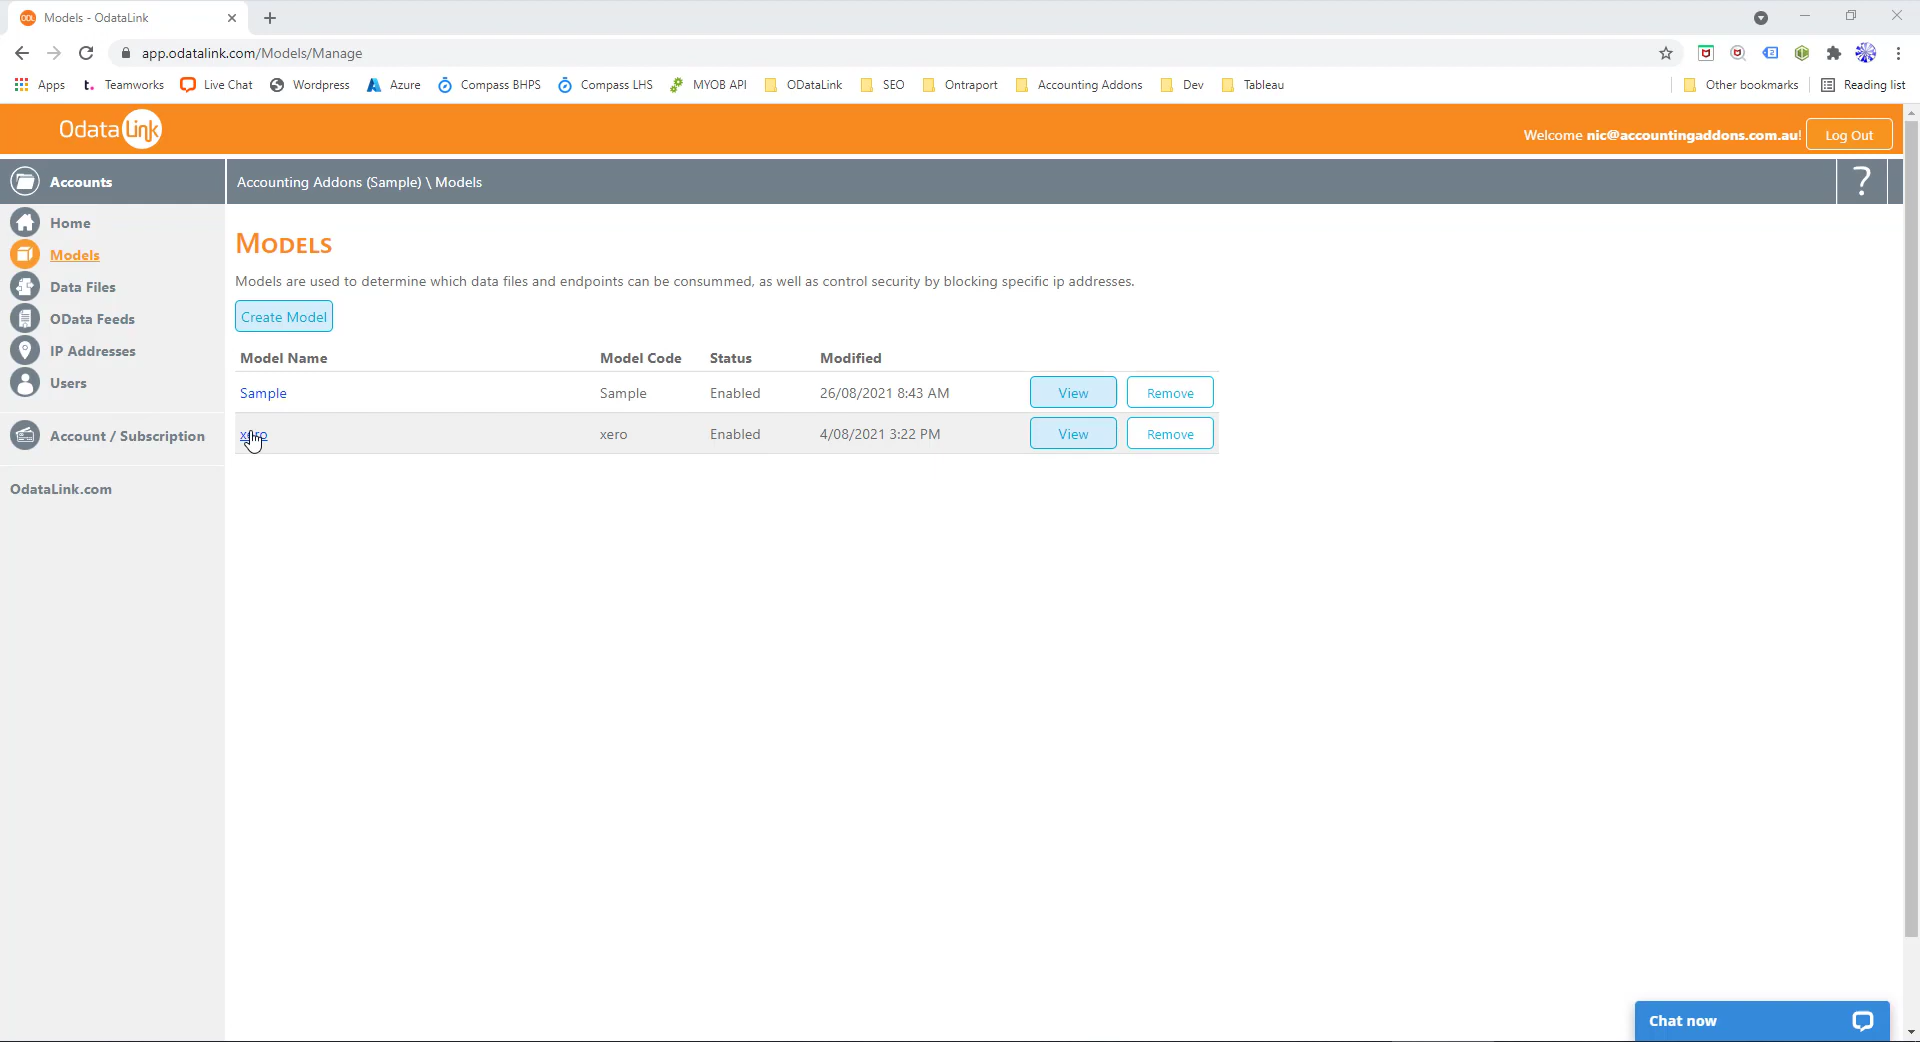 Models - OdataLink
app.odatalink.com/Models/Manage
Apps Teamworks Live Chat Wordpress Azure Compass BHPS Compass LHS MYOB API ODataLink SEO Ontraport Accounting Addons Dev Tableau Other bookmarks Reading list
Odata Link
Welcome nic@accountingaddons.com.au! Log Out
Accounts
Accounting Addons (Sample) \ Models
?
Home
Models
Data Files
OData Feeds
IP Addresses
Users
Account / Subscription
OdataLink.com
MODELS
Models are used to determine which data files and endpoints can be consummed, as well as control security by blocking specific ip addresses.
Create Model
Model Name Model Code Status Modified
Sample Sample Enabled 26/08/2021 8:43 AM View Remove
xero xero Enabled 4/08/2021 3:22 PM View Remove
Chat now